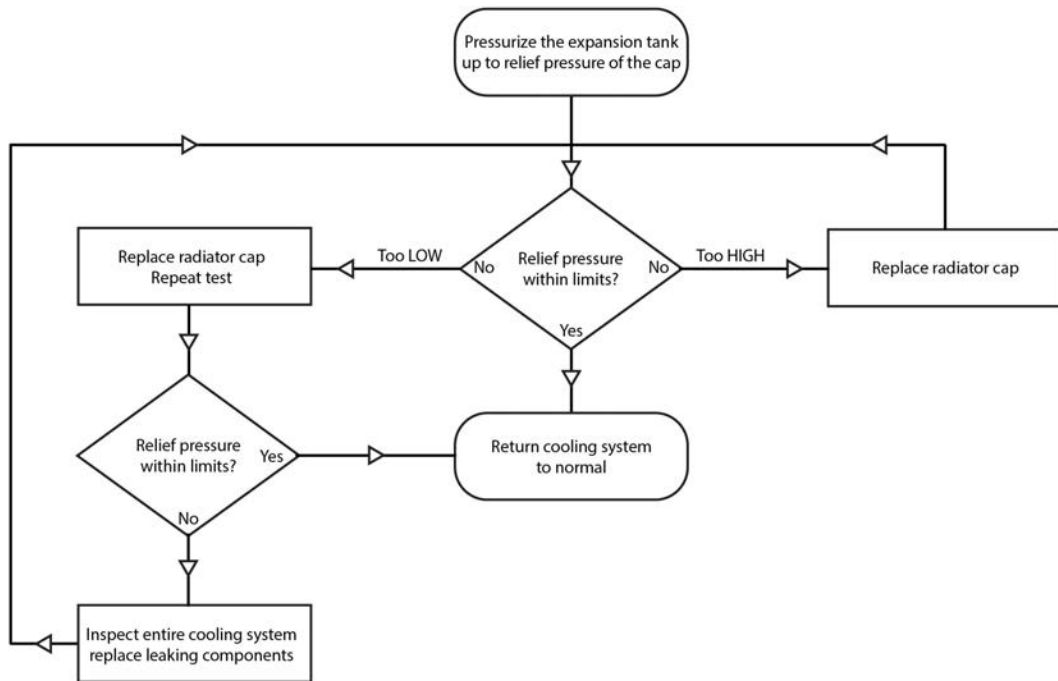 Pressurize the expansion tank
up to relief pressure of the cap
Too LOW
No
Relief pressure
within limits?
No
Too HIGH
Yes
Replace radiator cap
Repeat test
Replace radiator cap
Relief pressure
within limits?
Yes
No
Return cooling system
to normal
Inspect entire cooling system
replace leaking components